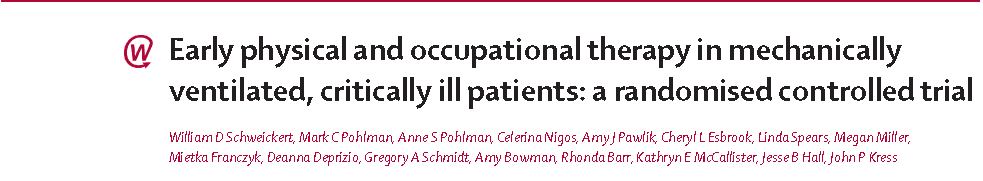 W
Early physical and occupational therapy in mechanically
ventilated, critically ill patients: a randomised controlled trial
William D Schweickert, Mark C Pohlman, Anne S Pohlman, Celerina Nigos, Amy J Pawlik, Cheryl L Esbrook, Linda Spears, Megan Miller,
Mietka Franczyk, Deanna Deprizio, Gregory A Schmidt, Amy Bowman, Rhonda Barr, Kathryn E McCallister, Jesse B Hall, John P Kress